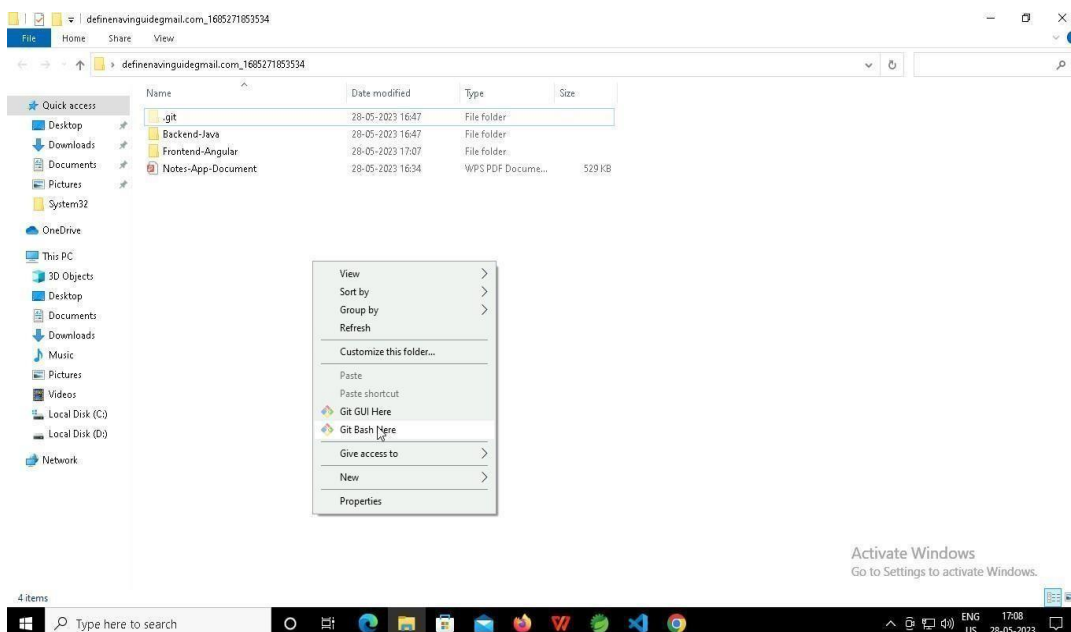 definenavinguidegmail.com_1685271853534
File Home Share View
definenavinguidegmail.com_1685271853534
Name Date modified Type Size
Quick access
Desktop
Downloads
Documents
Pictures
System32
OneDrive
This PC
3D Objects
Desktop
Documents
Downloads
Music
Pictures
Videos
Local Disk (C:)
Local Disk (D:)
Network
.git 28-05-2023 16:47 File folder
Backend-Java 28-05-2023 16:47 File folder
Frontend-Angular 28-05-2023 17:07 File folder
Notes-App-Document 28-05-2023 16:34 WPS PDF Docume... 529 KB
View
Sort by
Group by
Refresh
Customize this folder...
Paste
Paste shortcut
Git GUI Here
Git Bash Here
Give access to
New
Properties
Activate Windows
Go to Settings to activate Windows.
4 items
Type here to search
ENG 17:08
US 28-05-2023